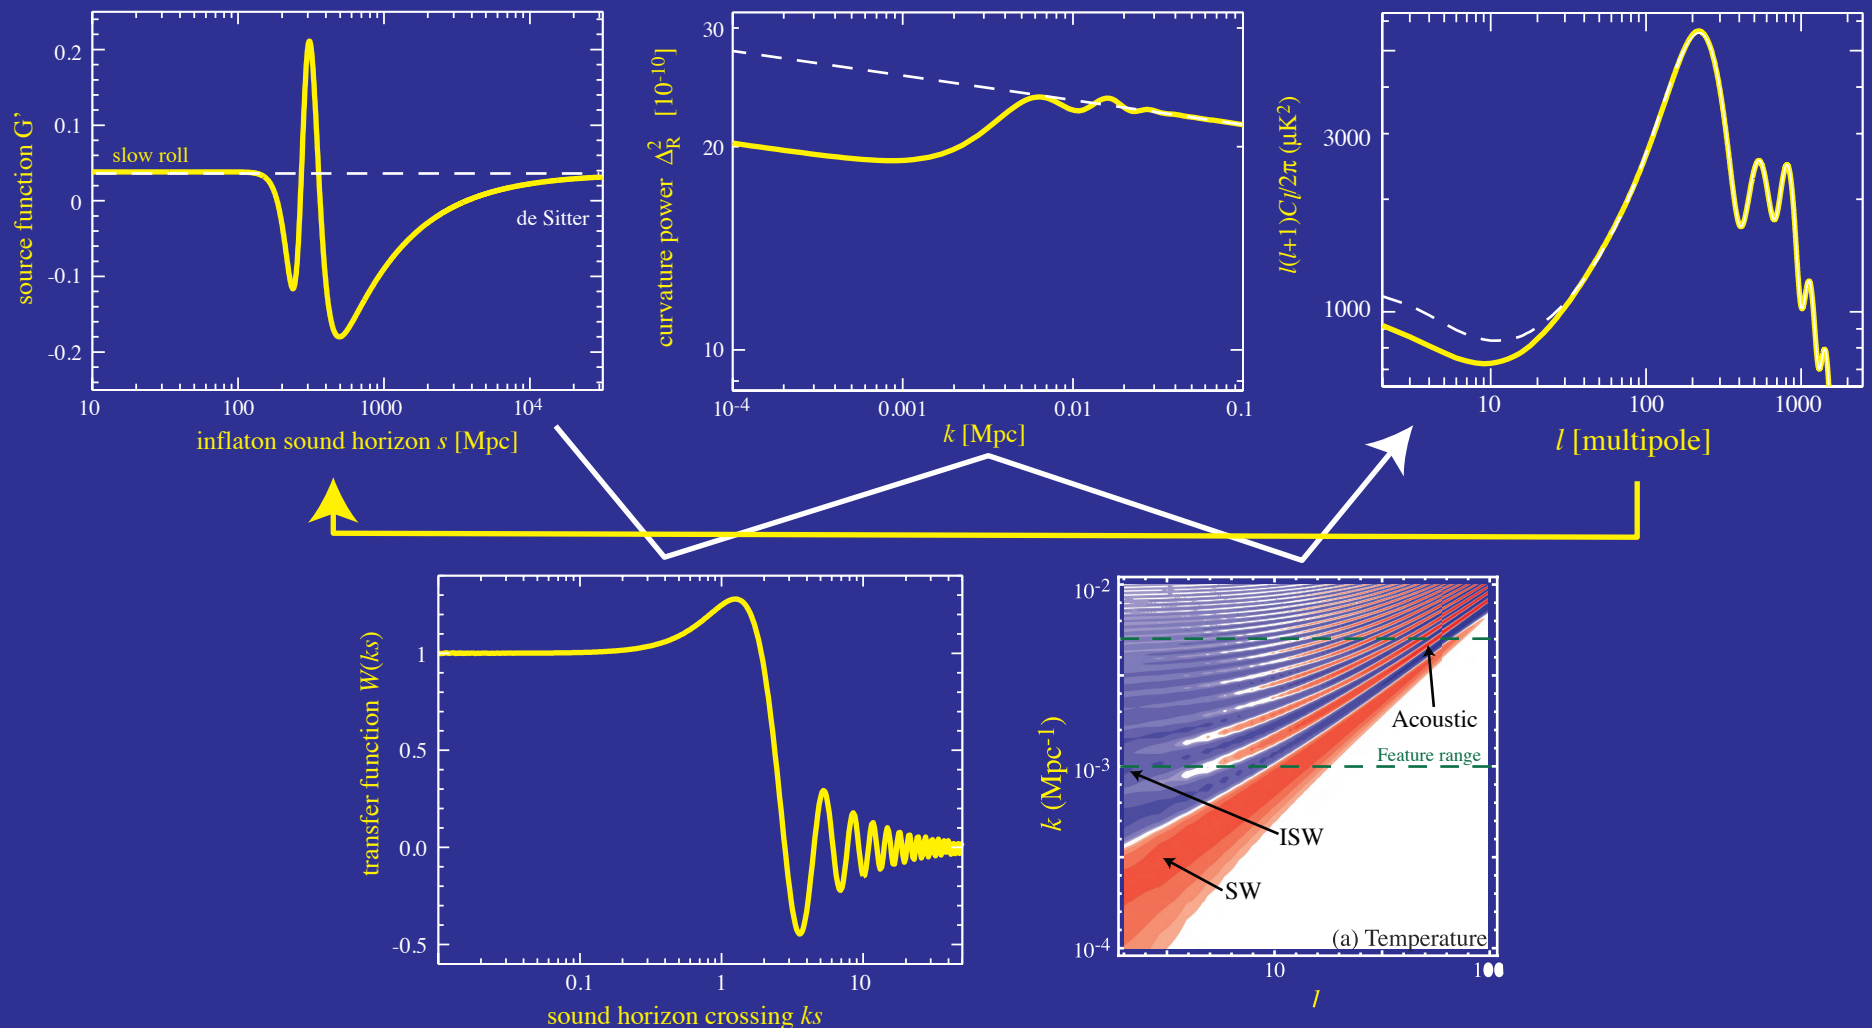 source function G'
0.2
0.1
0
-0.1
-0.2
slow roll
de Sitter
10
100
1000
10⁴
inflaton sound horizon s [Mpc]
curvature power Δ²R [10⁻¹⁰]
30
20
10
10⁻⁴
0.001
0.01
0.1
k [Mpc]
l(l+1)Cl/2π (μK²)
3000
1000
10
100
1000
l [multipole]
transfer function W(ks)
1
0.5
0.0
-0.5
0.1
1
10
sound horizon crossing ks
k (Mpc⁻¹)
10⁻²
10⁻³
10⁻⁴
Acoustic
Feature range
ISW
SW
(a) Temperature
10
100
l